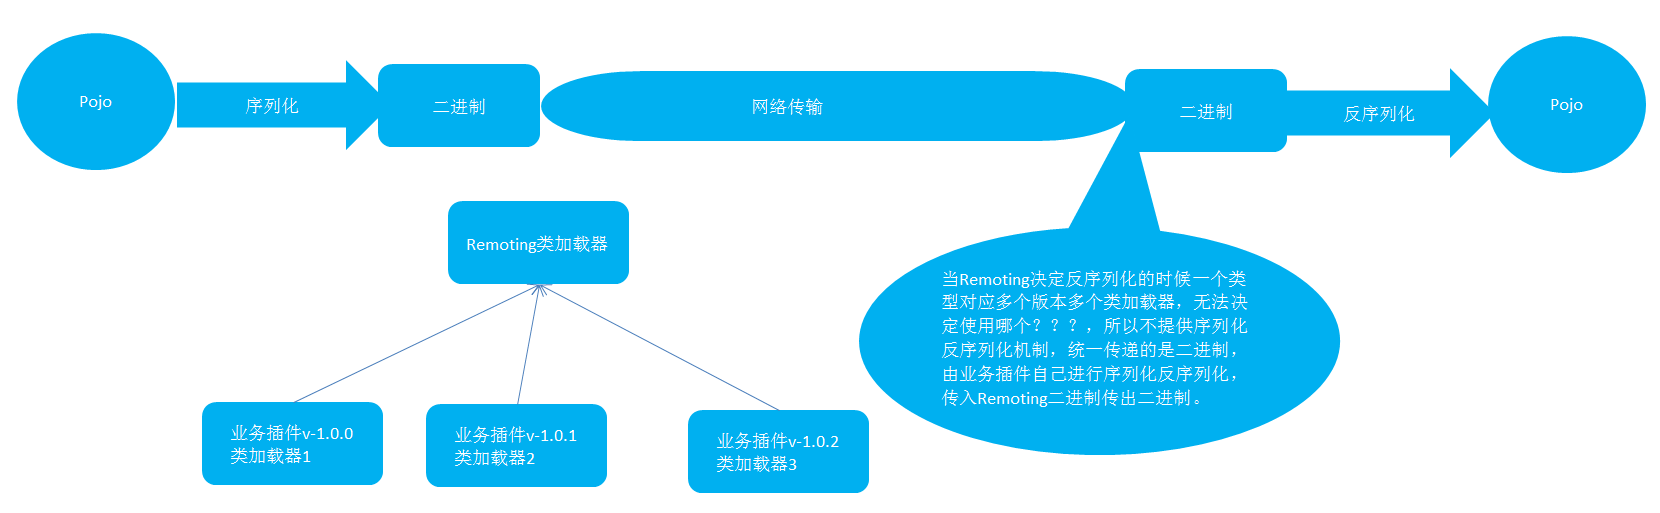 Pojo
序列化
二进制
网络传输
二进制
反序列化
Pojo
Remoting类加载器
当Remoting决定反序列化的时候一个类
型对应多个版本多个类加载器，无法决
定使用哪个？？？，所以不提供序列化
反序列化机制，统一传递的是二进制，
由业务插件自己进行序列化反序列化，
传入Remoting二进制传出二进制。
业务插件v-1.0.0
类加载器1
业务插件v-1.0.1
类加载器2
业务插件v-1.0.2
类加载器3